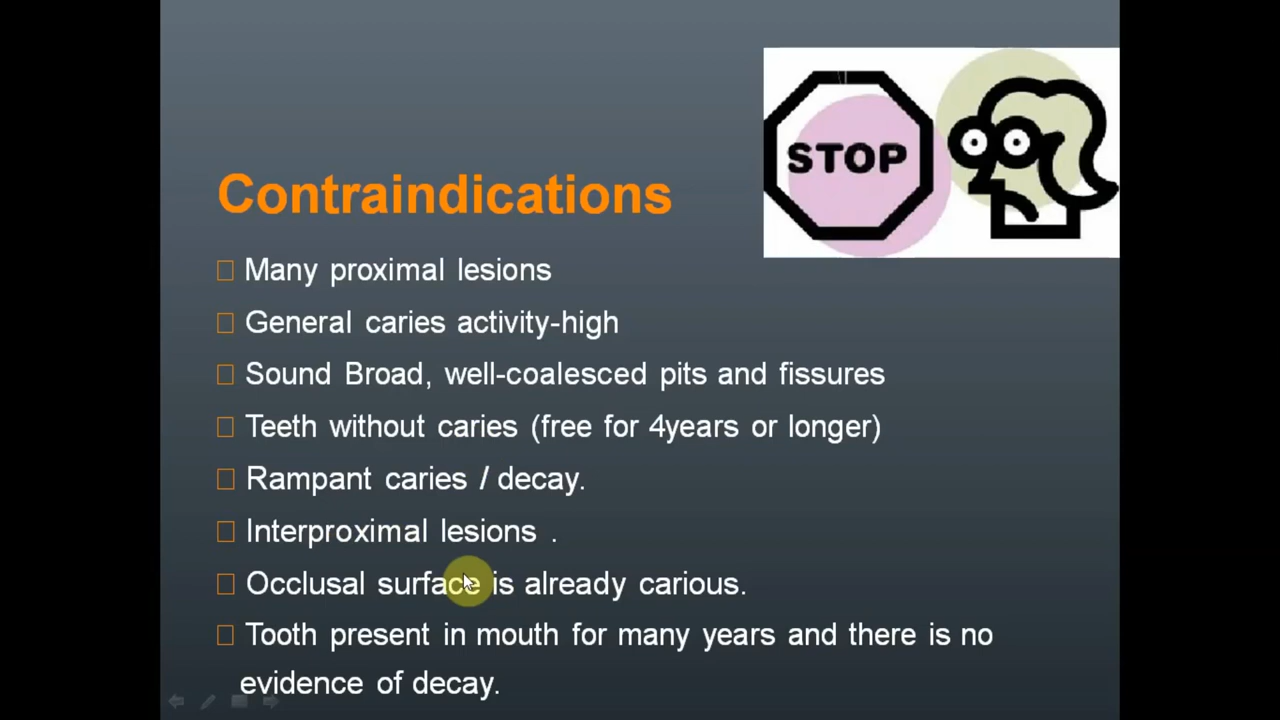 STOP
Contraindications
Many proximal lesions
General caries activity-high
Sound Broad, well-coalesced pits and fissures
Teeth without caries (free for 4years or longer)
Rampant caries / decay.
Interproximal lesions .
Occlusal surface is already carious.
Tooth present in mouth for many years and there is no
evidence of decay.